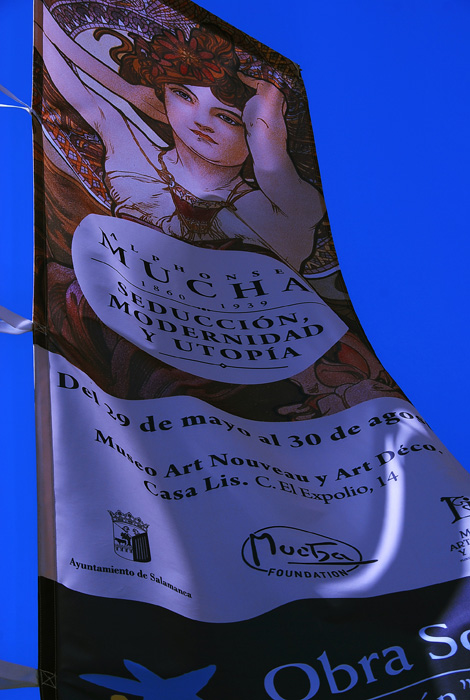 ALPHONSE
MUCHA
1860 – 1939
SEDUCCIÓN,
MODERNIDAD
Y UTOPÍA
Del 29 de mayo al 30 de ago
Museo Art Nouveau y Art Déco.
Casa Lis. C. El Expolio, 14
Ayuntamiento de Salamanca
Mucha
FOUNDATION
Obra So